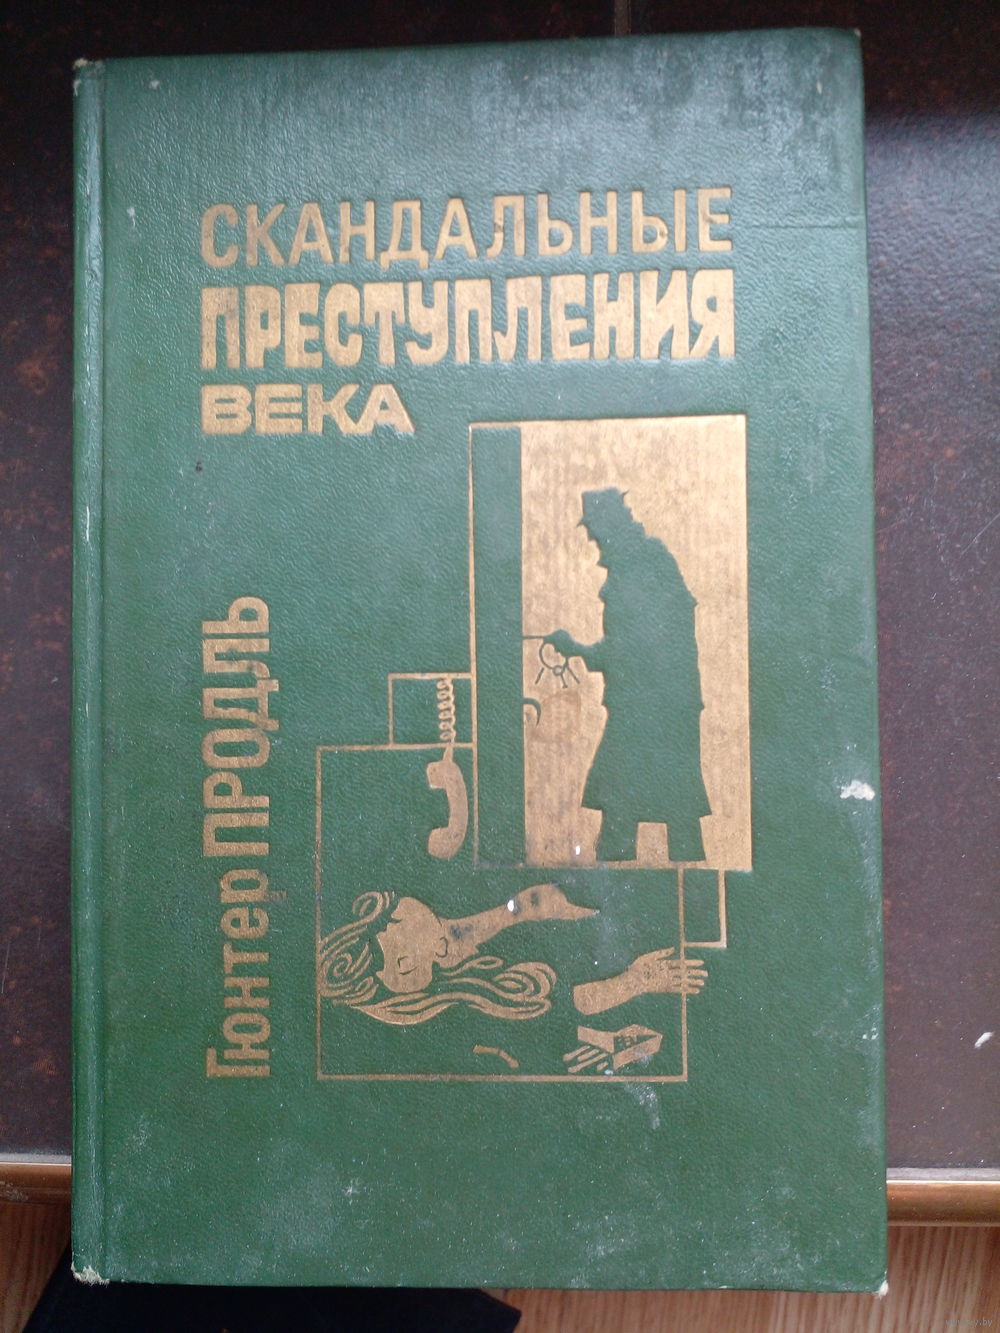 СКАНДАЛЬНЫЕ
ПРЕСТУПЛЕНИЯ
ВЕКА
Гюнтер ПРОДЛЬ